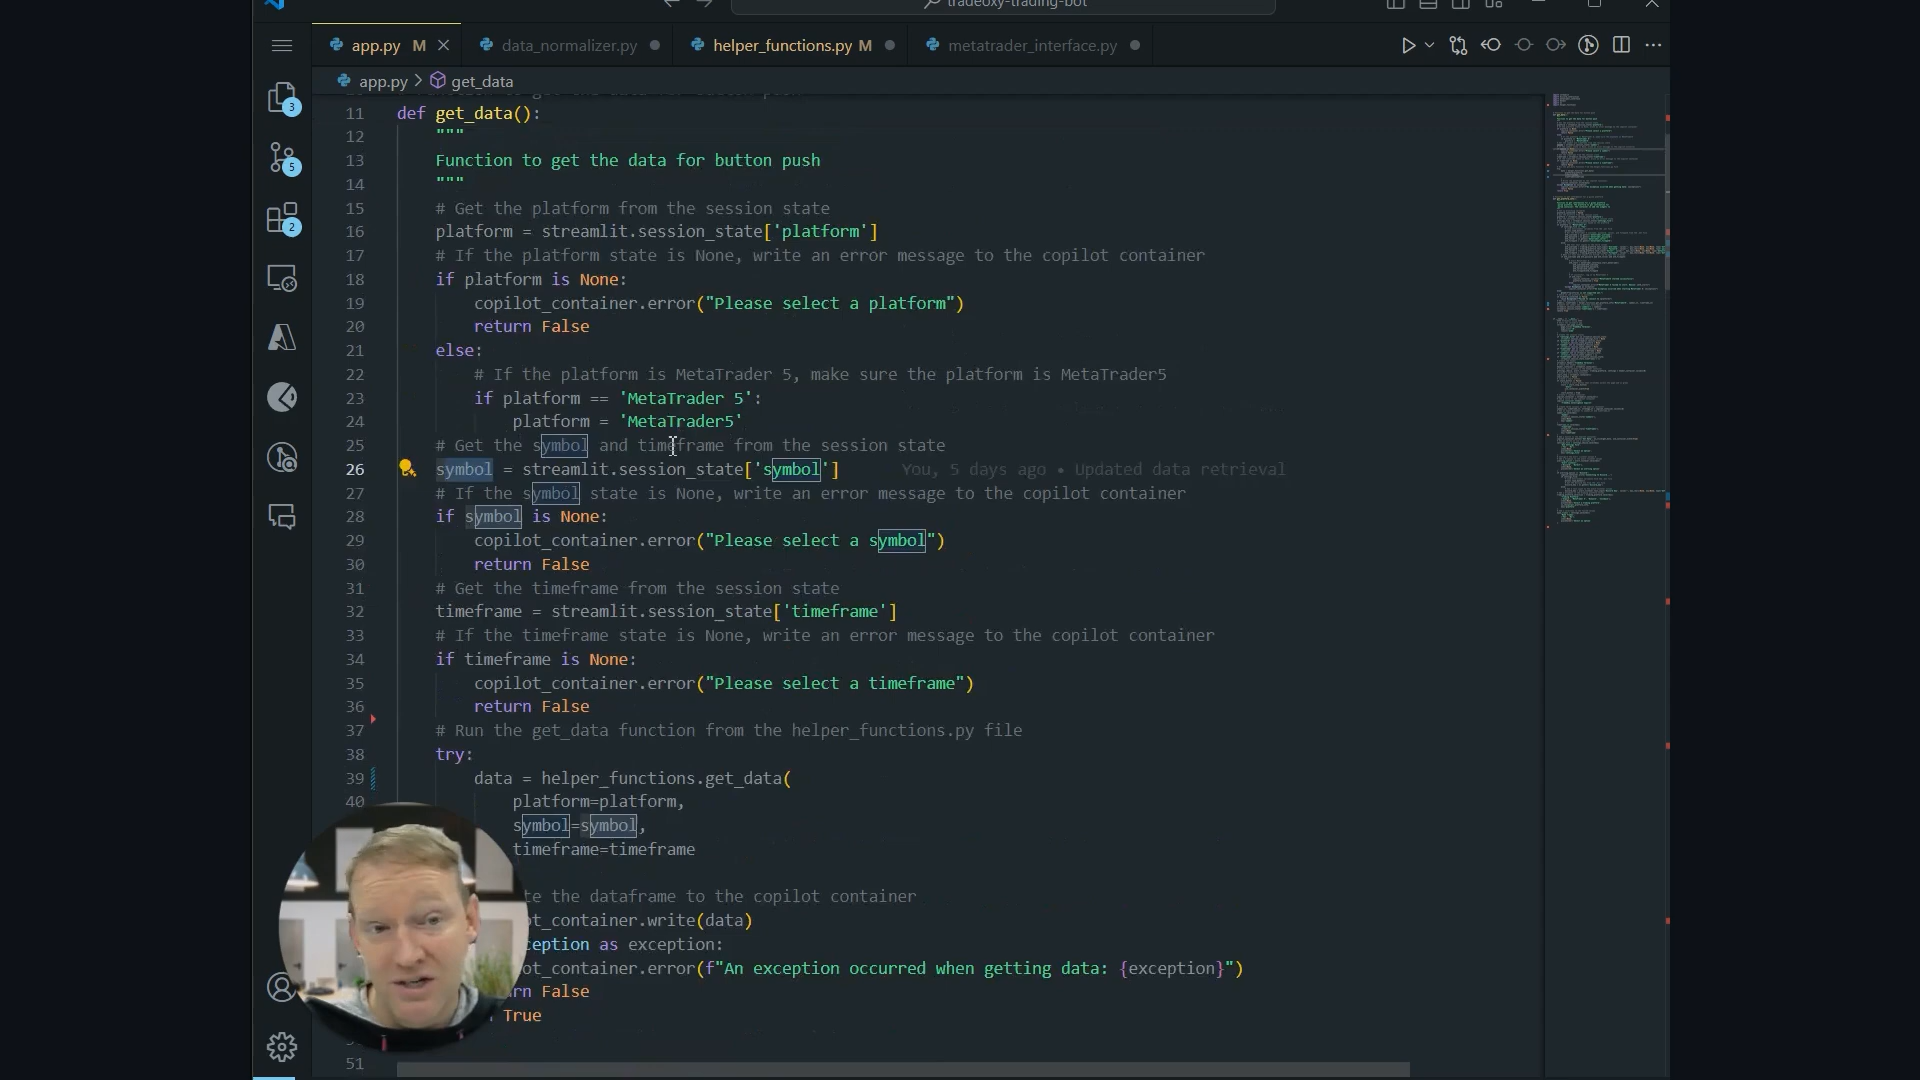 tradeoxy-trading-bot
app.py M
data_normalizer.py
helper_functions.py M
metatrader_interface.py
app.py > get_data
11 def get_data():
12 """
13 Function to get the data for button push
14 """
15 # Get the platform from the session state
16 platform = streamlit.session_state['platform']
17 # If the platform state is None, write an error message to the copilot container
18 if platform is None:
19 copilot_container.error("Please select a platform")
20 return False
21 else:
22 # If the platform is MetaTrader 5, make sure the platform is MetaTrader5
23 if platform == 'MetaTrader 5':
24 platform = 'MetaTrader5'
25 # Get the symbol and timeframe from the session state
26 symbol = streamlit.session_state['symbol'] You, 5 days ago • Updated data retrieval
27 # If the symbol state is None, write an error message to the copilot container
28 if symbol is None:
29 copilot_container.error("Please select a symbol")
30 return False
31 # Get the timeframe from the session state
32 timeframe = streamlit.session_state['timeframe']
33 # If the timeframe state is None, write an error message to the copilot container
34 if timeframe is None:
35 copilot_container.error("Please select a timeframe")
36 return False
37 # Run the get_data function from the helper_functions.py file
38 try:
39 data = helper_functions.get_data(
40 platform=platform,
symbol=symbol,
timeframe=timeframe
the dataframe to the copilot container
_container.write(data)
as exception:
_container.error(f"An exception occurred when getting data: {exception}")
False
True
51
3
5
2